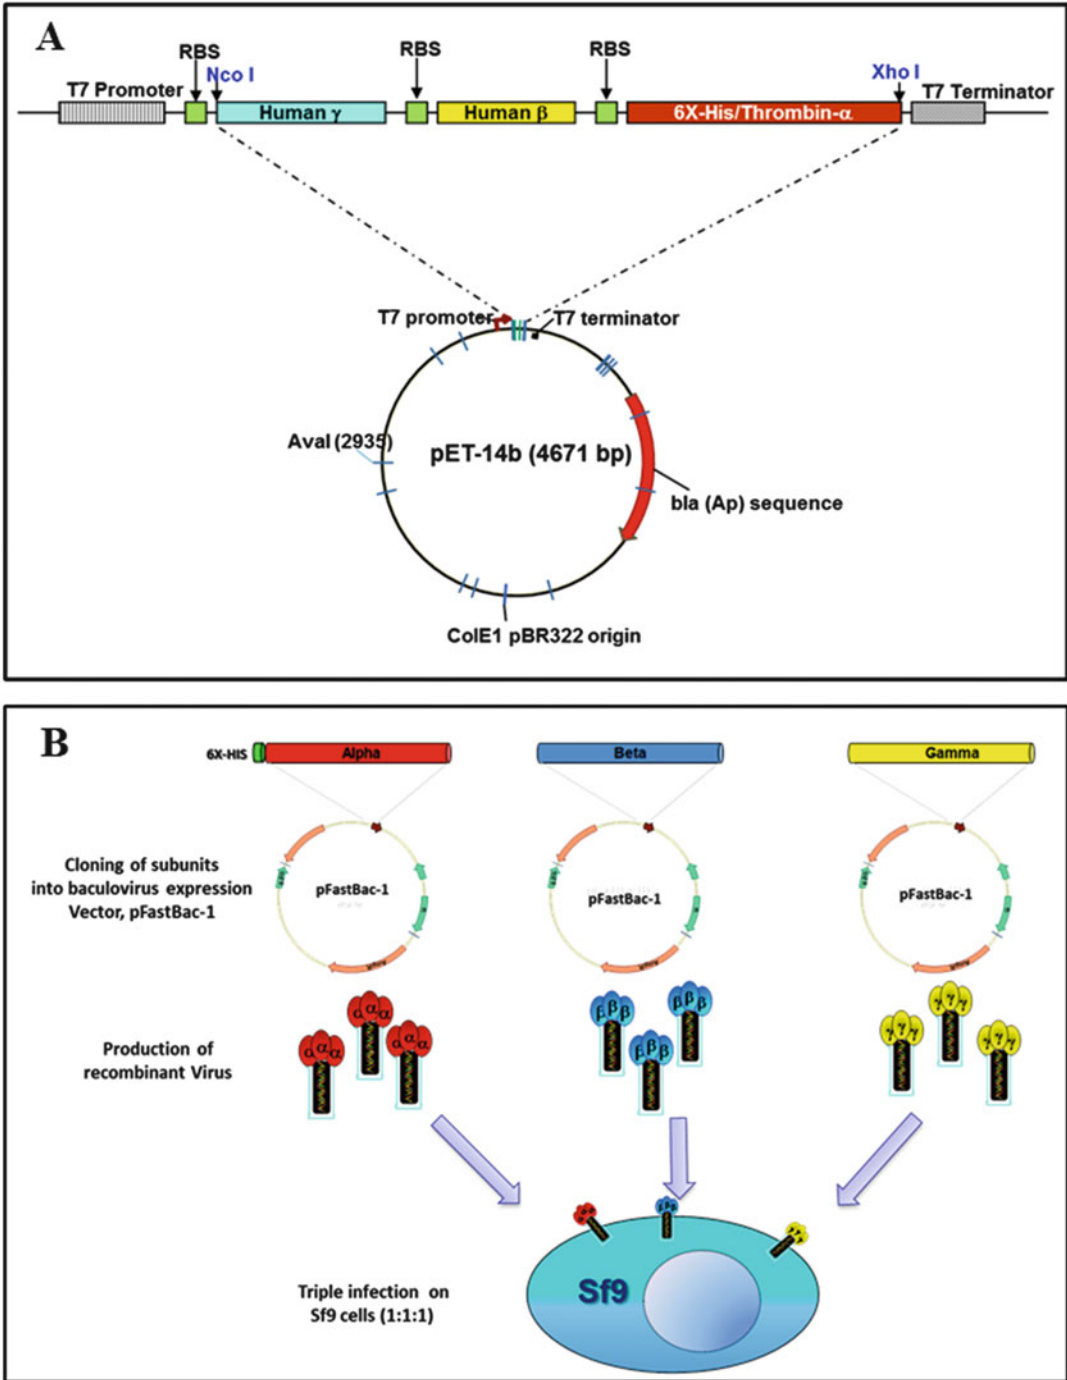 A
RBS
RBS
RBS
Nco I
Xho I
T7 Promoter
T7 Terminator
Human γ
Human β
6X-His/Thrombin-α
T7 promoter
T7 terminator
AvaI (2935)
pET-14b (4671 bp)
bla (Ap) sequence
ColE1 pBR322 origin
B
6X-HIS
Alpha
Beta
Gamma
Cloning of subunits
into baculovirus expression
Vector, pFastBac-1
pFastBac-1
pFastBac-1
pFastBac-1
Production of
recombinant Virus
α α α
α α α
α α α
β β β
β β β
β β β
γ γ γ
γ γ γ
γ γ γ
Triple infection on
Sf9 cells (1:1:1)
Sf9